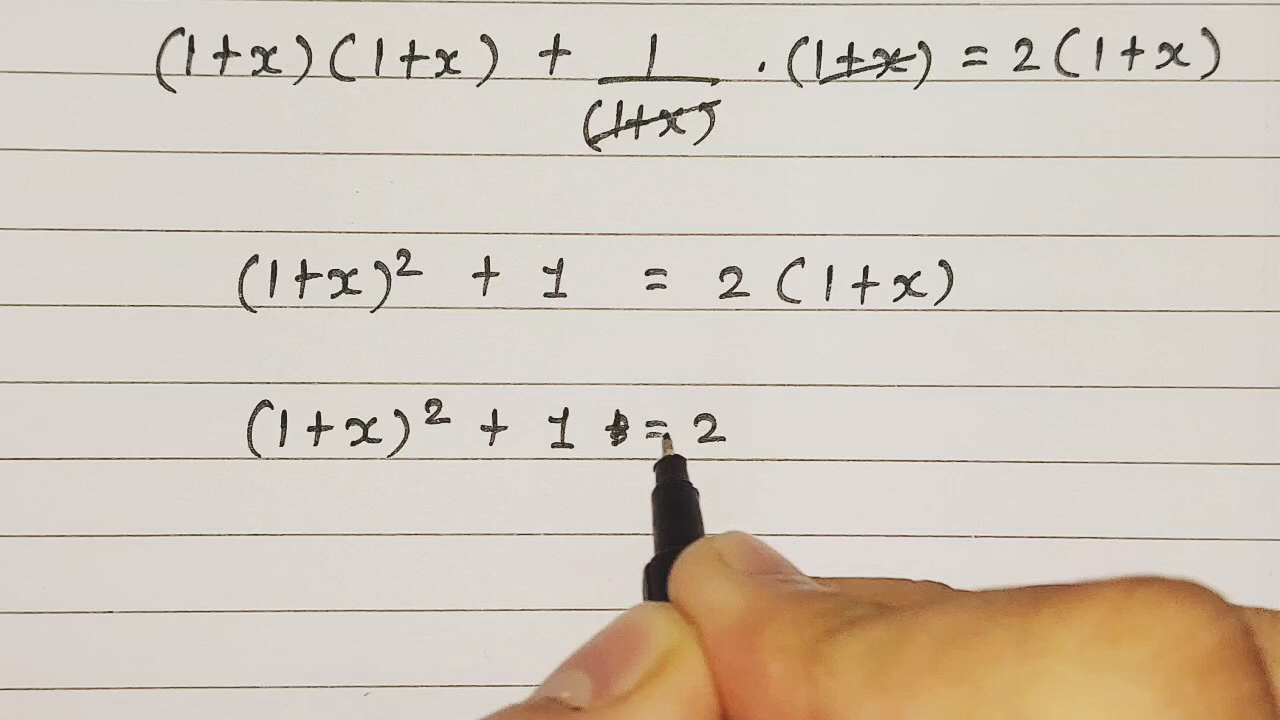 (1+x)(1+x) + 1/(1+x) . (1+x) = 2(1+x)
(1+x)² + 1 = 2(1+x)
(1+x)² + 1 = 2